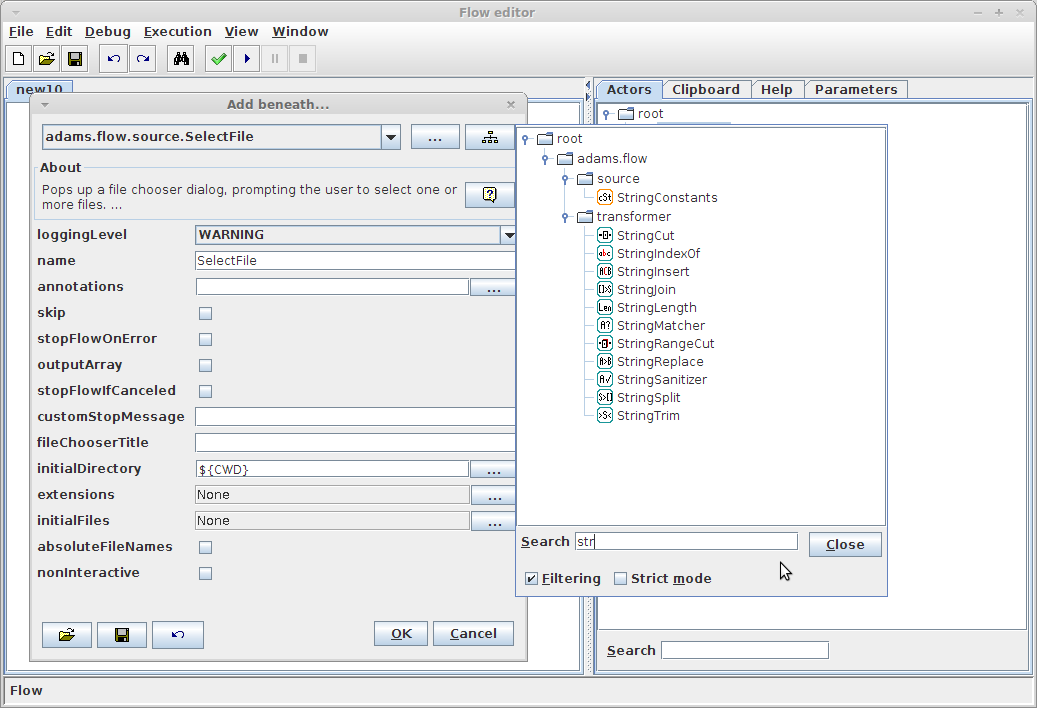 Flow editor
File Edit Debug Execution View Window
new10
Actors Clipboard Help Parameters
root
Add beneath...
adams.flow.source.SelectFile
...
About
Pops up a file chooser dialog, prompting the user to select one or
more files. ...
loggingLevel WARNING
name SelectFile
annotations ...
skip
stopFlowOnError
outputArray
stopFlowIfCanceled
customStopMessage
fileChooserTitle
initialDirectory ${CWD} ...
extensions None ...
initialFiles None ...
absoluteFileNames
nonInteractive
OK Cancel
root
adams.flow
source
cSt StringConstants
transformer
StringCut
abc StringIndexOf
StringInsert
StringJoin
Len StringLength
A? StringMatcher
StringRangeCut
A>B StringReplace
StringSanitizer
StringSplit
>S< StringTrim
Search str
Close
Filtering Strict mode
Search
Flow